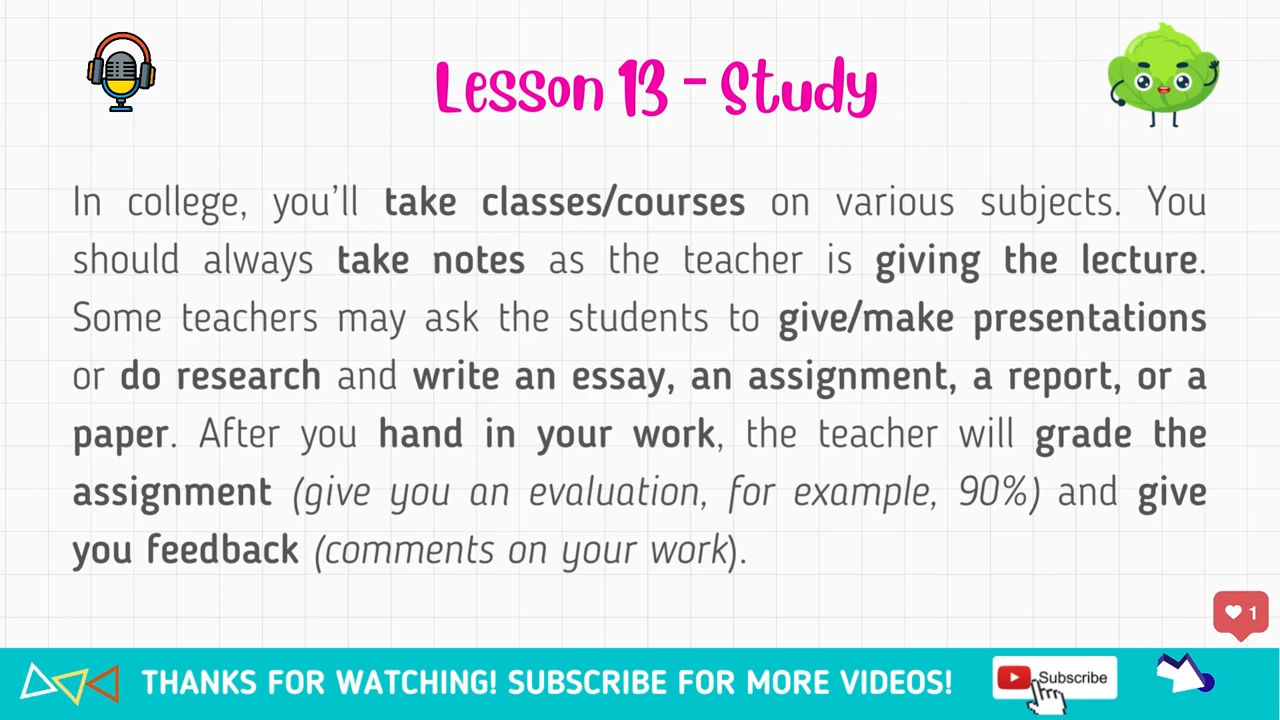 Lesson 13 - Study
In college, you’ll take classes/courses on various subjects. You
should always take notes as the teacher is giving the lecture.
Some teachers may ask the students to give/make presentations
or do research and write an essay, an assignment, a report, or a
paper. After you hand in your work, the teacher will grade the
assignment (give you an evaluation, for example, 90%) and give
you feedback (comments on your work).
1
THANKS FOR WATCHING! SUBSCRIBE FOR MORE VIDEOS!
Subscribe